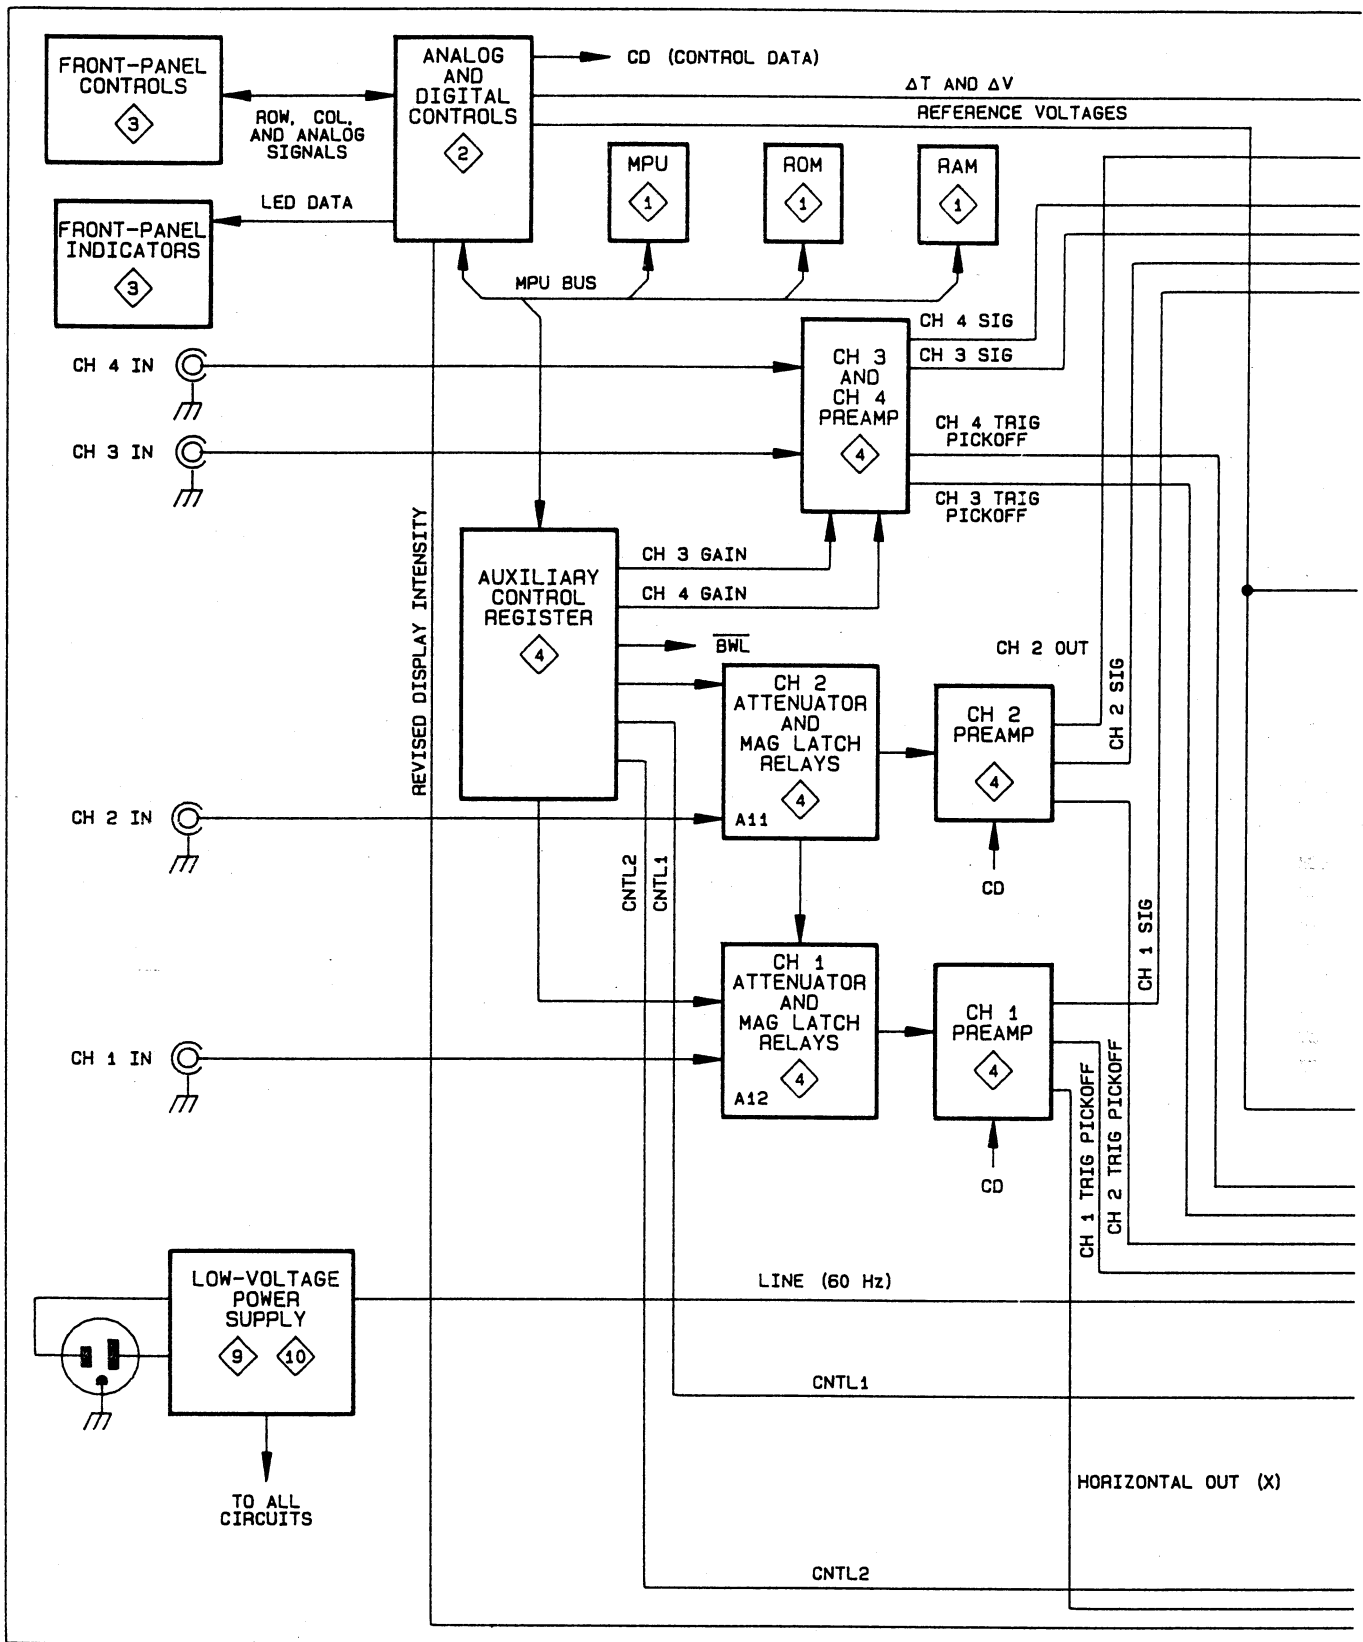 FRONT-PANEL
CONTROLS
3
ROW, COL,
AND ANALOG
SIGNALS
ANALOG
AND
DIGITAL
CONTROLS
2
CD (CONTROL DATA)
ΔT AND ΔV
REFERENCE VOLTAGES
MPU
1
ROM
1
RAM
1
LED DATA
FRONT-PANEL
INDICATORS
3
MPU BUS
CH 4 IN
CH 3 IN
CH 3
AND
CH 4
PREAMP
4
CH 4 SIG
CH 3 SIG
CH 4 TRIG
PICKOFF
CH 3 TRIG
PICKOFF
REVISED DISPLAY INTENSITY
AUXILIARY
CONTROL
REGISTER
4
CH 3 GAIN
CH 4 GAIN
BWL
CH 2
ATTENUATOR
AND
MAG LATCH
RELAYS
4
A11
CH 2 OUT
CH 2
PREAMP
4
CH 2 SIG
CD
CH 2 IN
CNTL2
CNTL1
CH 1
ATTENUATOR
AND
MAG LATCH
RELAYS
4
A12
CH 1
PREAMP
4
CH 1 SIG
CD
CH 1 IN
CH 1 TRIG PICKOFF
CH 2 TRIG PICKOFF
LOW-VOLTAGE
POWER
SUPPLY
9
10
LINE (60 Hz)
CNTL1
TO ALL
CIRCUITS
HORIZONTAL OUT (X)
CNTL2